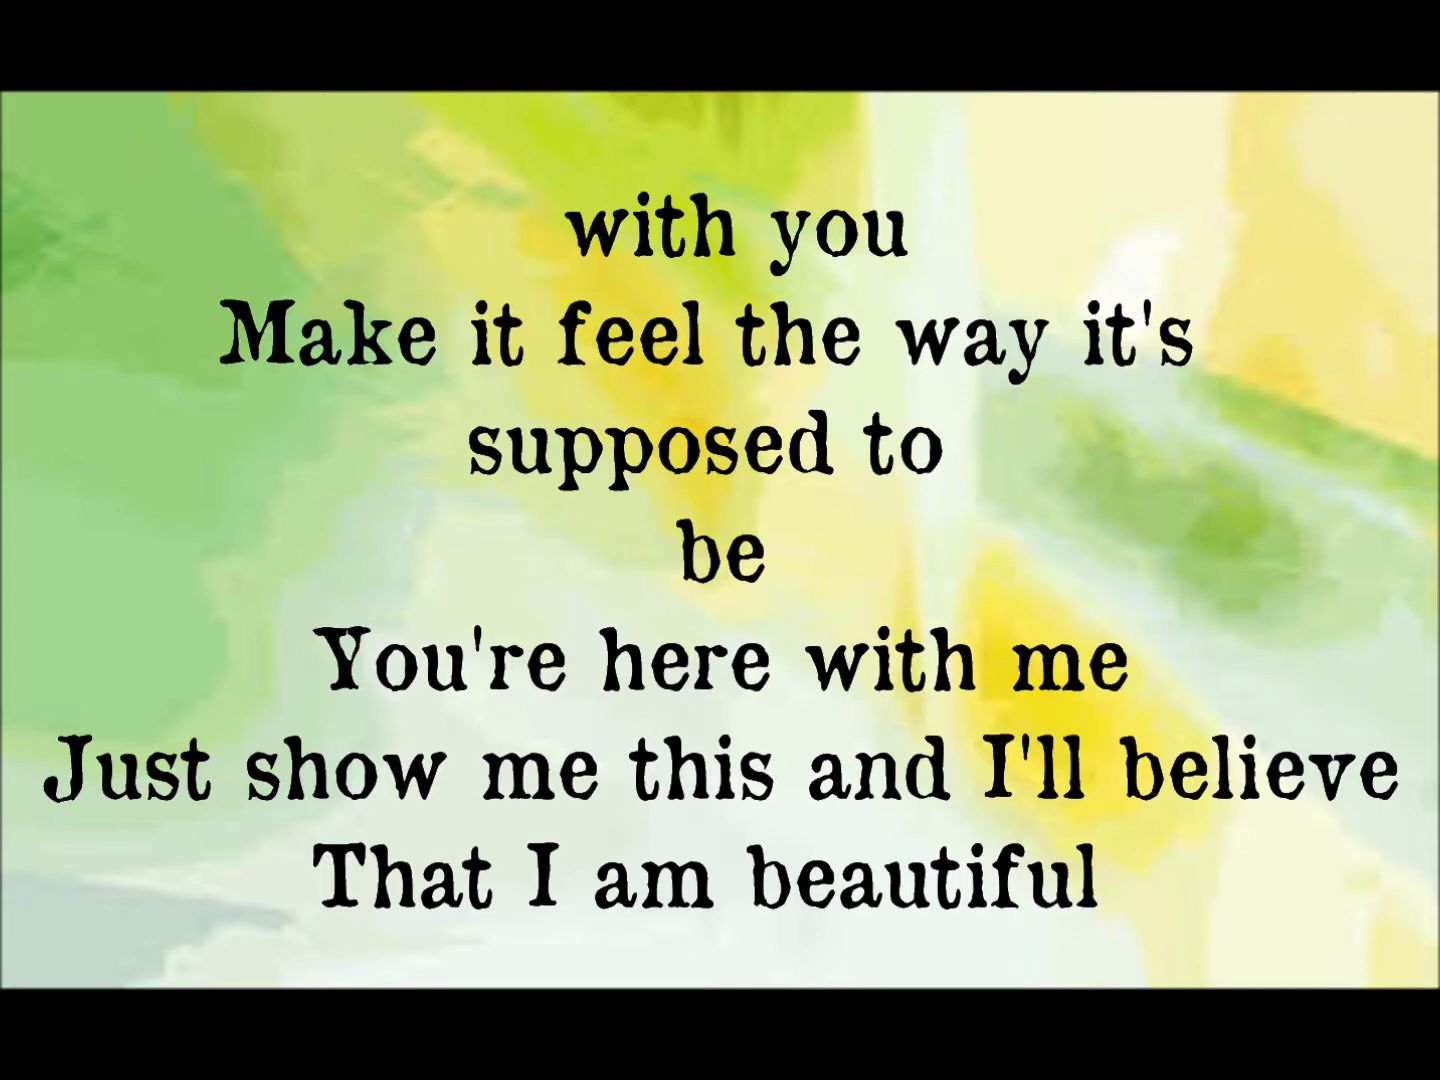 with you
Make it feel the way it's
supposed to
be
You're here with me
Just show me this and I'll believe
That I am beautiful